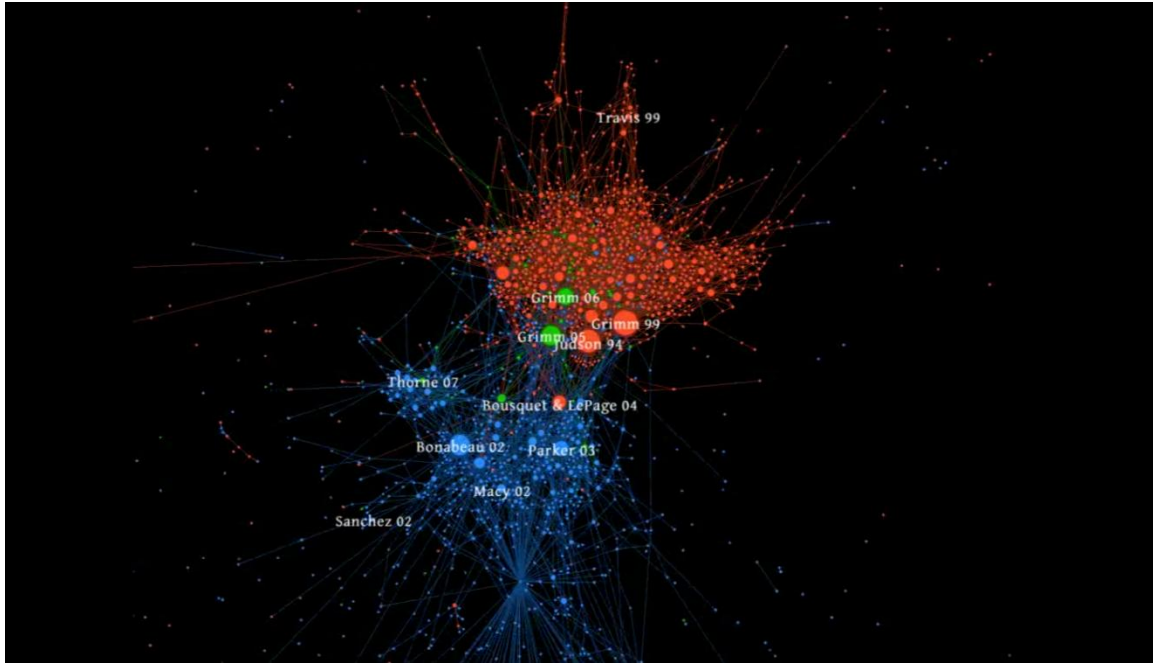 Travis 99
Grimm 06
Grimm 99
Grimm 05
Judson 94
Thorne 07
Bousquet & LePage 04
Bonabeau 02
Parker 03
Macy 02
Sanchez 02